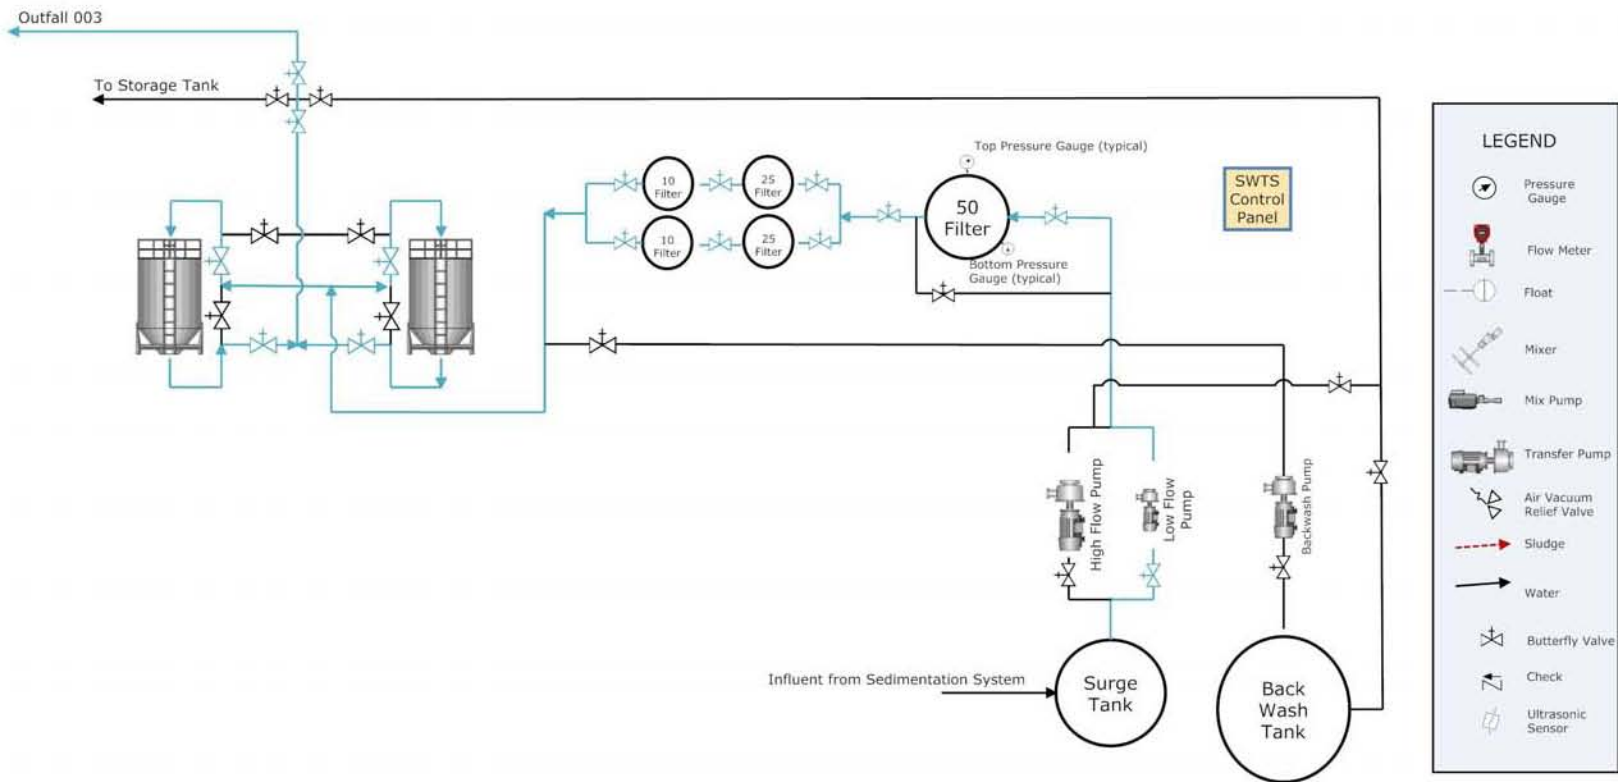 Outfall 003
To Storage Tank
Top Pressure Gauge (typical)
10
Filter
25
Filter
10
Filter
25
Filter
50
Filter
Bottom Pressure
Gauge (typical)
SWTS
Control
Panel
High Flow Pump
Low Flow
Pump
Backwash Pump
Influent from Sedimentation System
Surge
Tank
Back
Wash
Tank
LEGEND
Pressure
Gauge
Flow Meter
Float
Mixer
Mix Pump
Transfer Pump
Air Vacuum
Relief Valve
Sludge
Water
Butterfly Valve
Check
Ultrasonic
Sensor